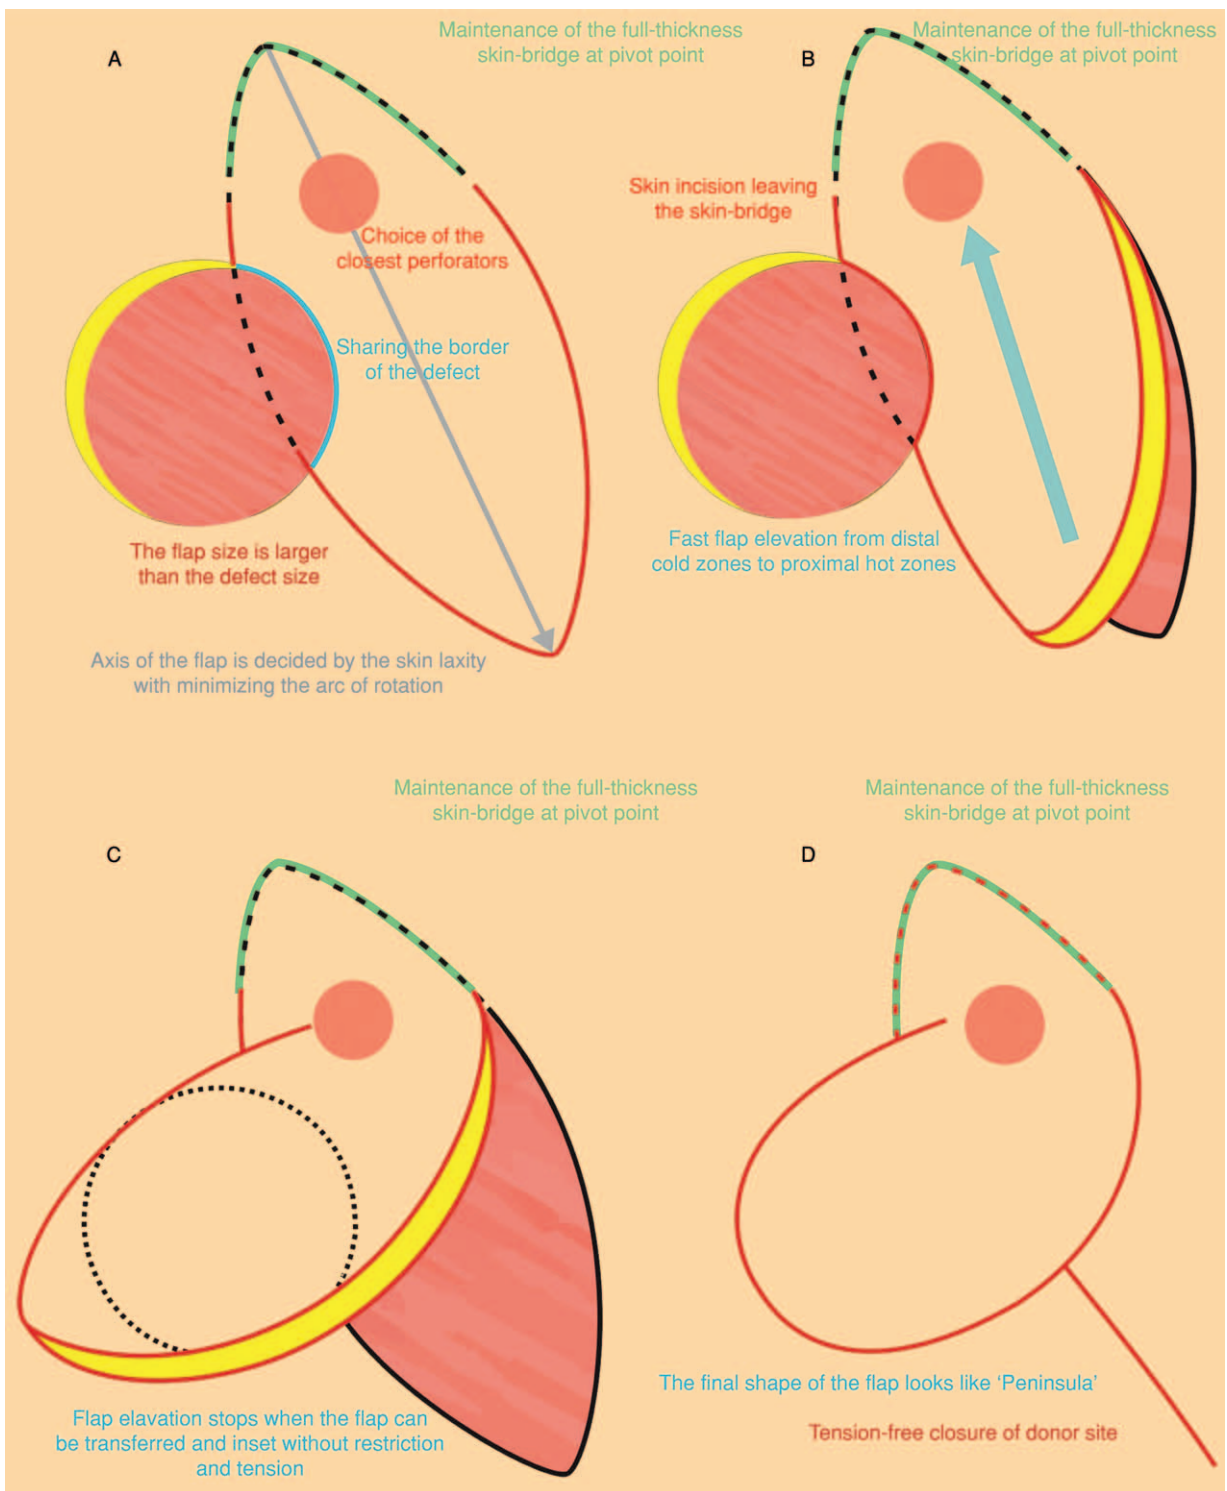 A
Maintenance of the full-thickness
skin-bridge at pivot point
Choice of the
closest perforators
Sharing the border
of the defect
The flap size is larger
than the defect size
Axis of the flap is decided by the skin laxity
with minimizing the arc of rotation
B
Maintenance of the full-thickness
skin-bridge at pivot point
Skin incision leaving
the skin-bridge
Fast flap elevation from distal
cold zones to proximal hot zones
C
Maintenance of the full-thickness
skin-bridge at pivot point
Flap elavation stops when the flap can
be transferred and inset without restriction
and tension
D
Maintenance of the full-thickness
skin-bridge at pivot point
The final shape of the flap looks like ‘Peninsula’
Tension-free closure of donor site